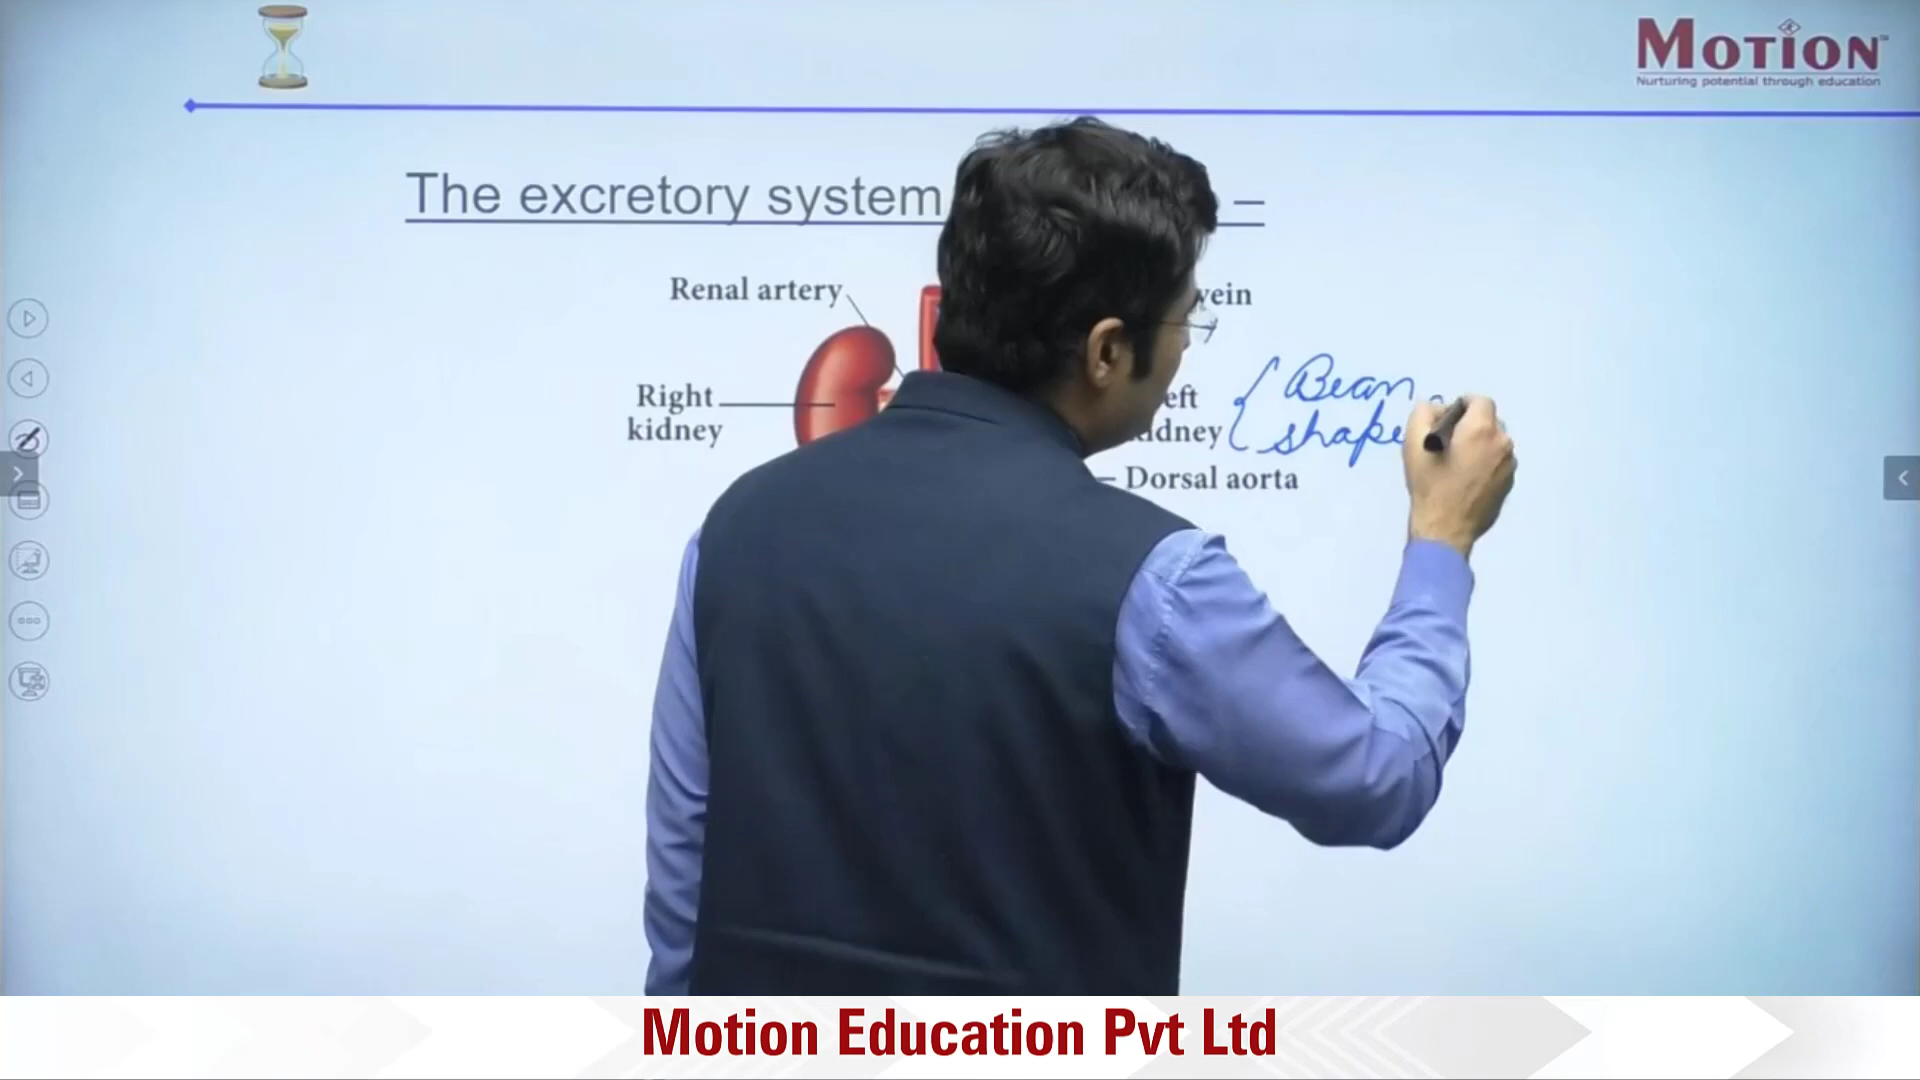 MOTION
Nurturing potential through education
The excretory system –
Renal artery
vein
Right
kidney
eft
kidney
Bean
shape
Dorsal aorta
Motion Education Pvt Ltd